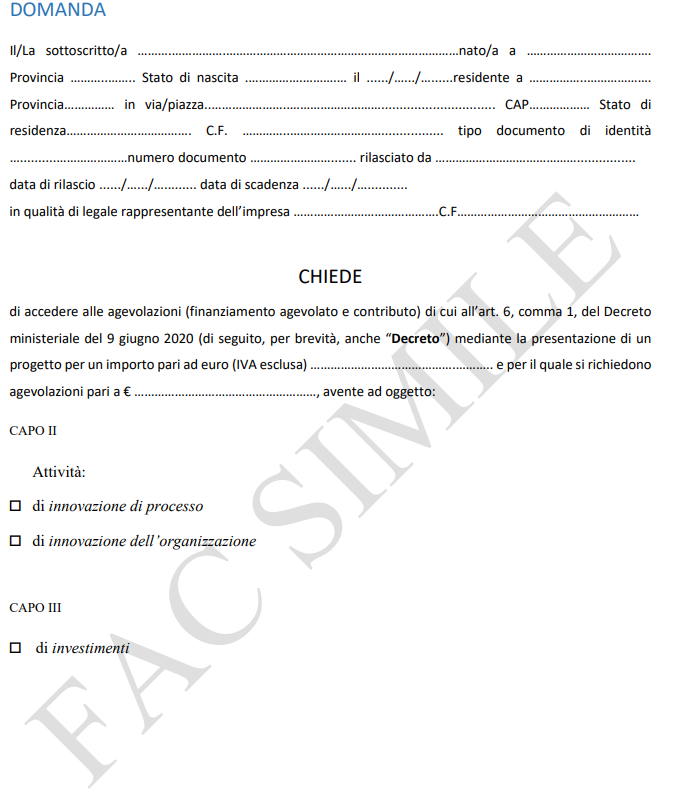 DOMANDA
Il/La sottoscritto/a ……………………………………………………………………………nato/a a …………………………….
Provincia ……………… Stato di nascita ………………………… il ....../....../.........residente a ……………………………
Provincia…………… in via/piazza....................................................................... CAP……………… Stato di
residenza………………………………. C.F. ………………………………………………… tipo documento di identità
................................numero documento ............................ rilasciato da ....................................................
data di rilascio ....../....../........... data di scadenza ....../....../.............
in qualità di legale rappresentante dell’impresa …………………………………….C.F……………………………………………
CHIEDE
di accedere alle agevolazioni (finanziamento agevolato e contributo) di cui all’art. 6, comma 1, del Decreto
ministeriale del 9 giugno 2020 (di seguito, per brevità, anche “Decreto”) mediante la presentazione di un
progetto per un importo pari ad euro (IVA esclusa) …………………………………………… e per il quale si richiedono
agevolazioni pari a € ……………………………………………, avente ad oggetto:
CAPO II
Attività:
di innovazione di processo
di innovazione dell’organizzazione
CAPO III
di investimenti
FAC SIMILE